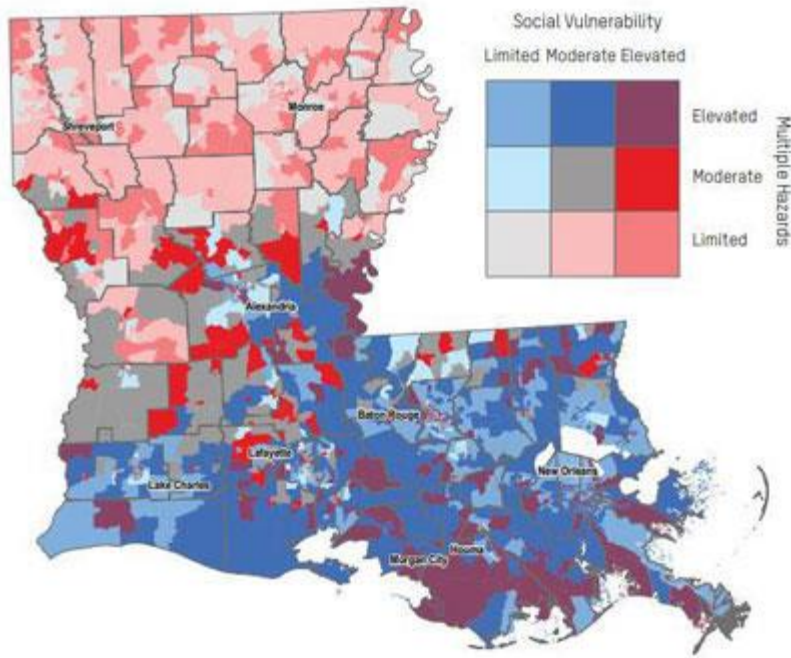 Social Vulnerability
Limited Moderate Elevated
Elevated
Moderate
Limited
Multiple Hazards
Monroe
Shreveport
Alexandria
Baton Rouge
Lafayette
New Orleans
Lake Charles
Houma
Morgan City